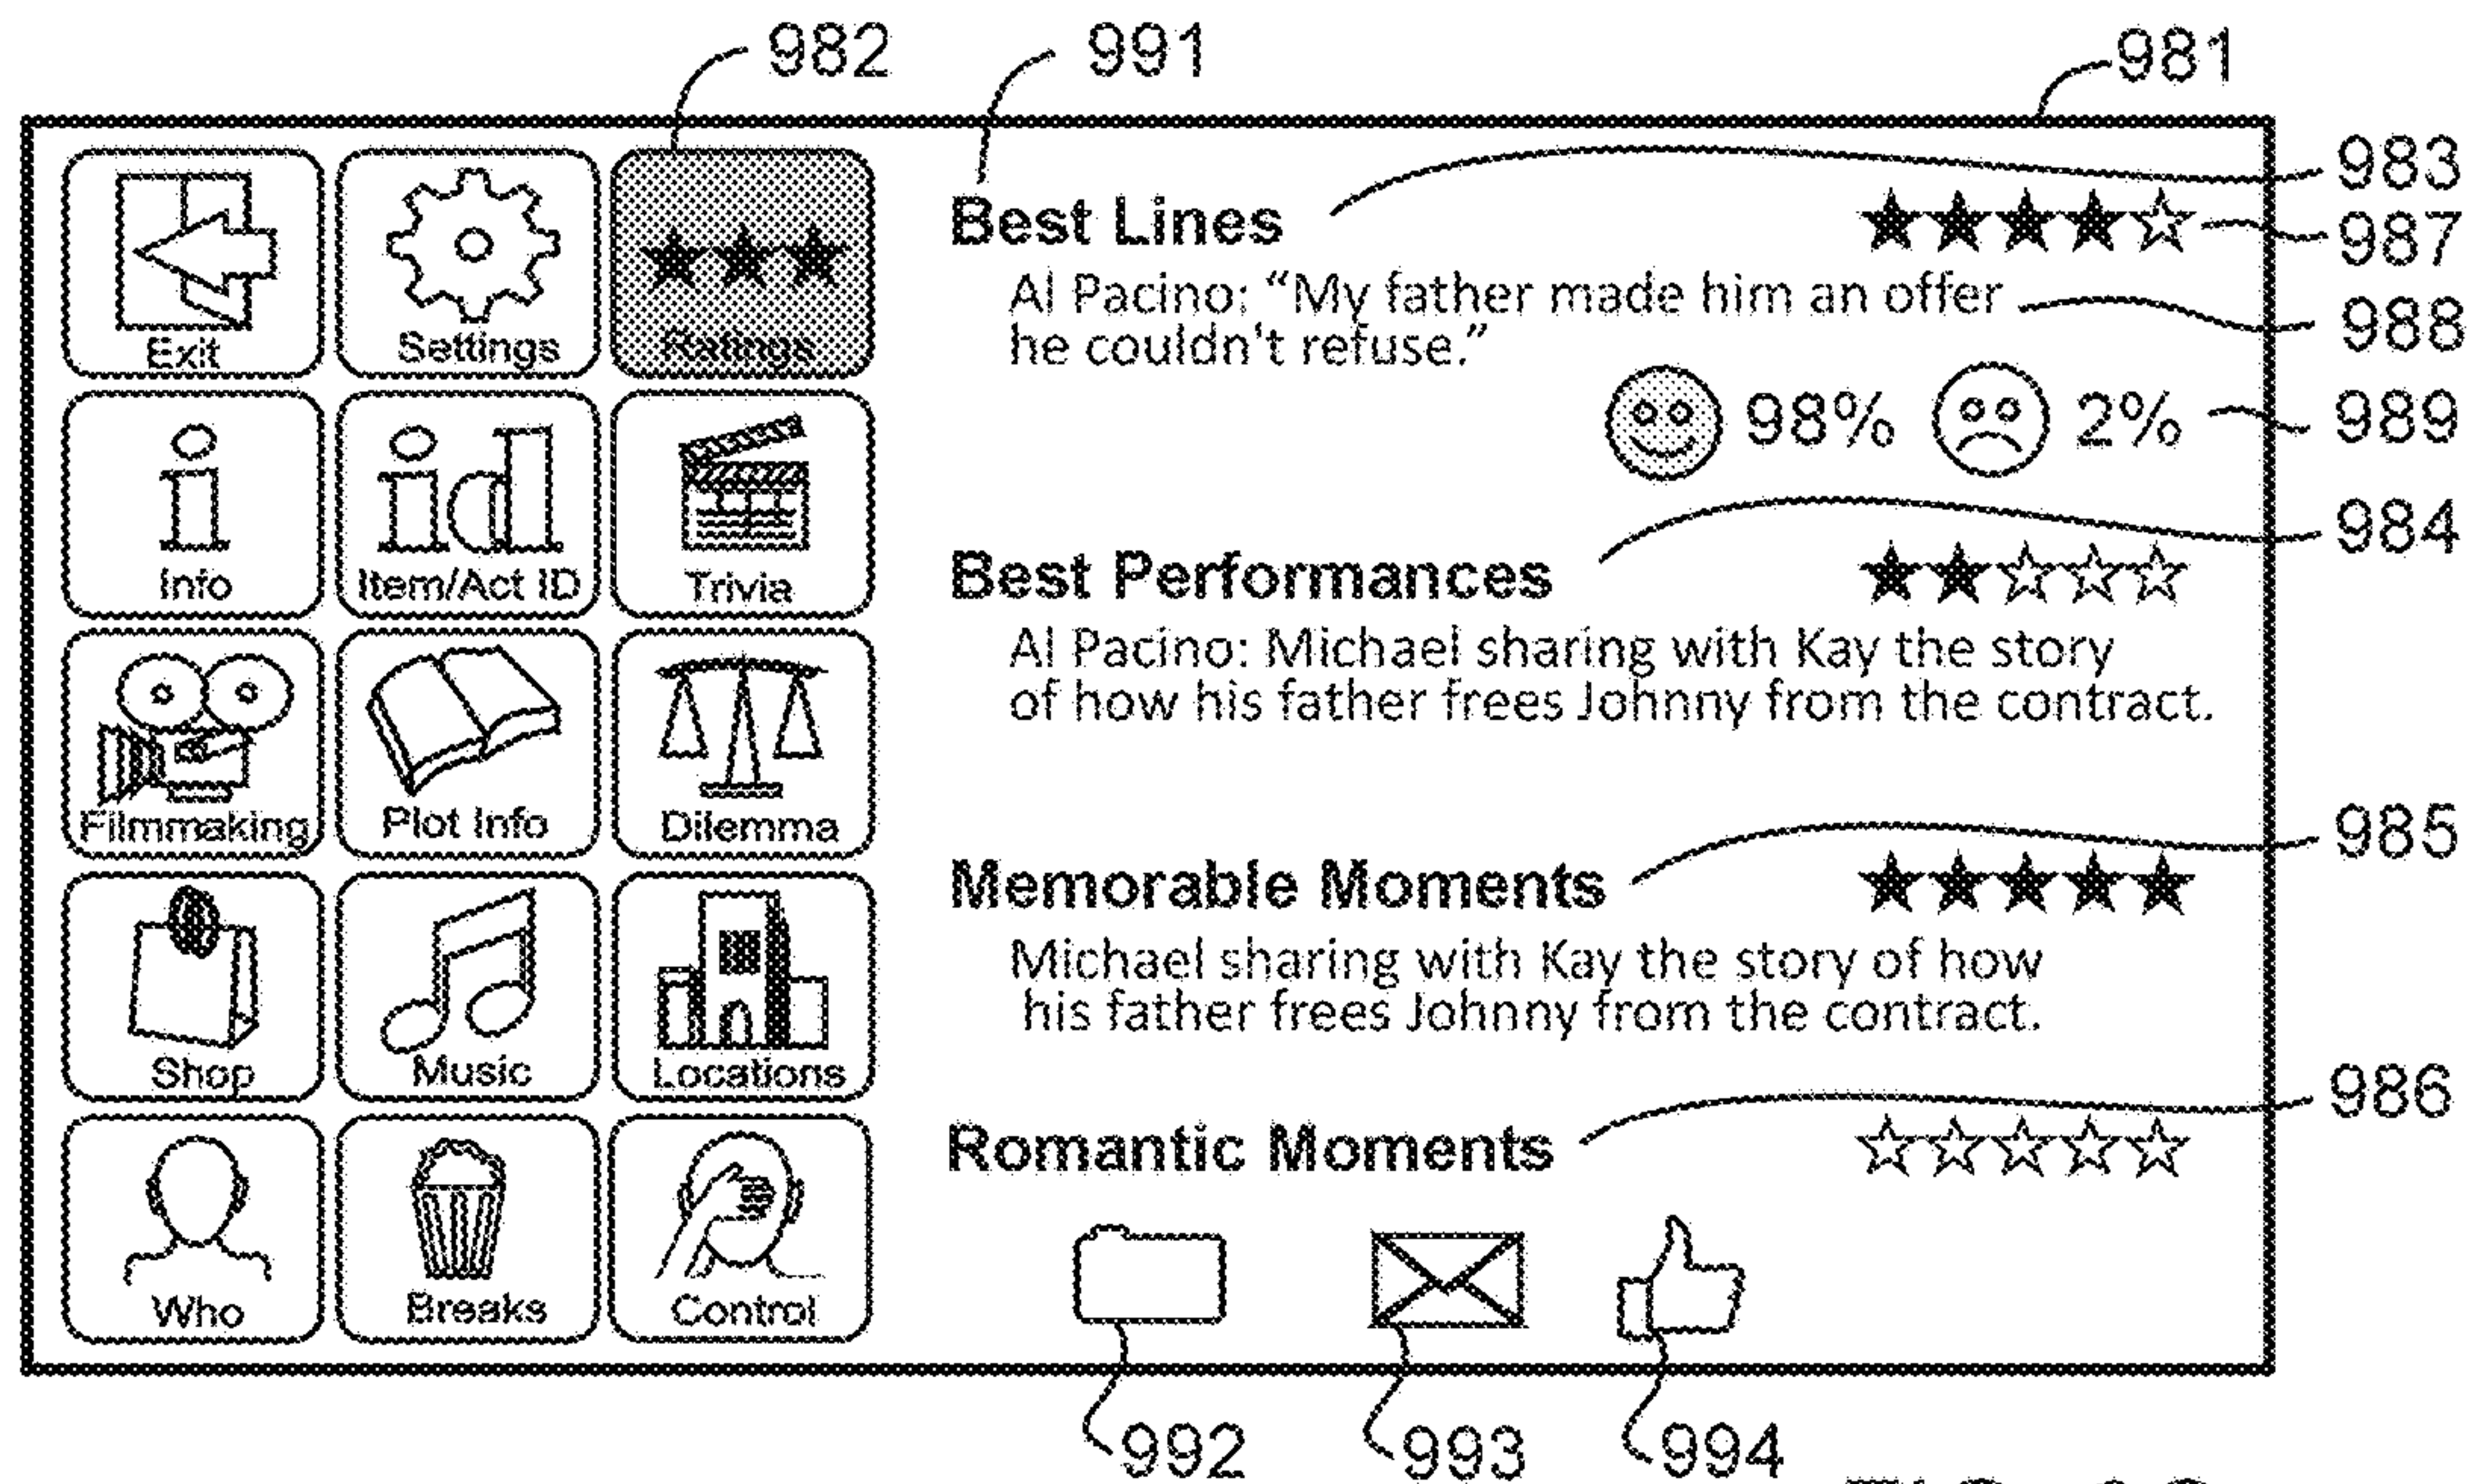 982 991 981
983
Best Lines
987
Al Pacino: “My father made him an offer
988
he couldn't refuse.”
98% 2% 989
984
Best Performances
Al Pacino: Michael sharing with Kay the story
of how his father frees Johnny from the contract.
985
Memorable Moments
Michael sharing with Kay the story of how
his father frees Johnny from the contract.
986
Romantic Moments
Exit Settings Ratings
Info Item/Act ID Trivia
Filmmaking Plot Info Dilemma
Shop Music Locations
Who Breaks Control
992 993 994